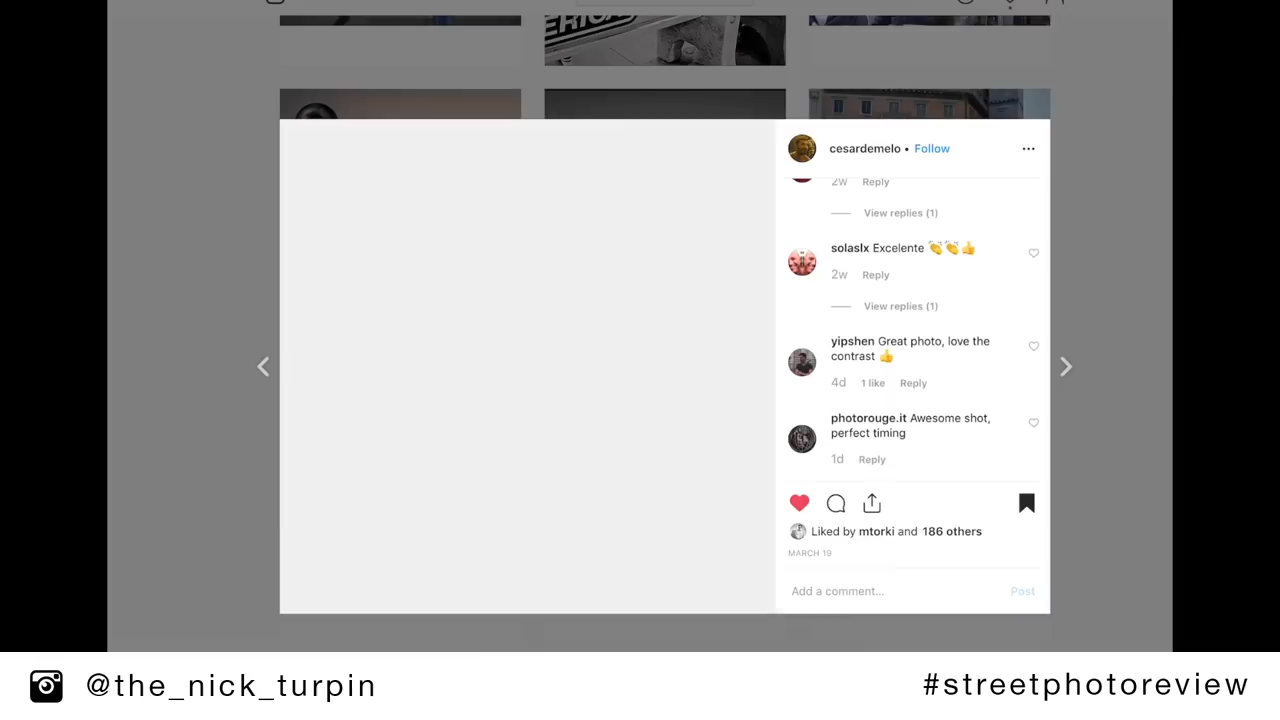 ERICA
cesardemelo • Follow
2w Reply
View replies (1)
solaslx Excelente 👏👏👍
2w Reply
View replies (1)
yipshen Great photo, love the
contrast 👍
4d 1 like Reply
photorouge.it Awesome shot,
perfect timing
1d Reply
Liked by mtorki and 186 others
MARCH 19
Add a comment... Post
@the_nick_turpin
#streetphotoreview